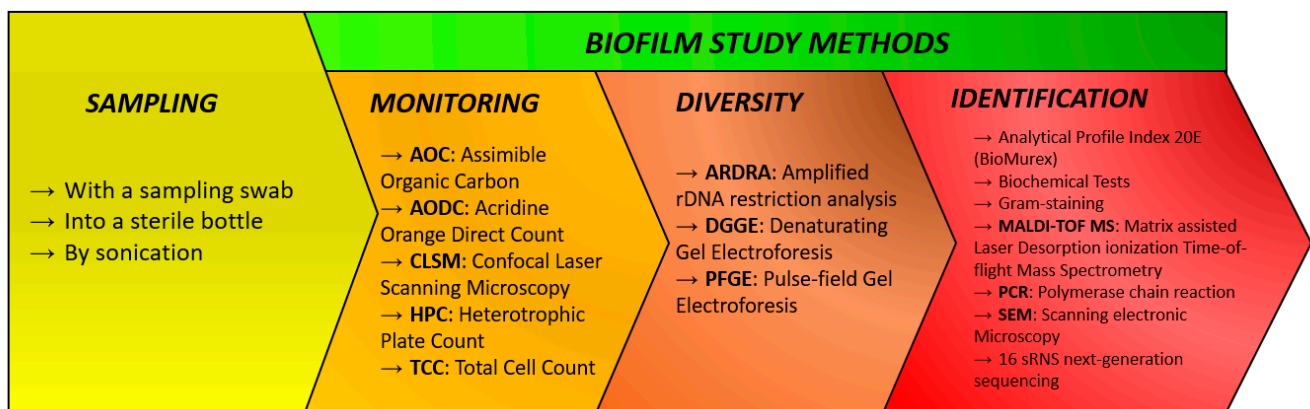 BIOFILM STUDY METHODS
SAMPLING
→ With a sampling swab
→ Into a sterile bottle
→ By sonication
MONITORING
→ AOC: Assimible
Organic Carbon
→ AODC: Acridine
Orange Direct Count
→ CLSM: Confocal Laser
Scanning Microscopy
→ HPC: Heterotrophic
Plate Count
→ TCC: Total Cell Count
DIVERSITY
→ ARDRA: Amplified
rDNA restriction analysis
→ DGGE: Denaturating
Gel Electroforesis
→ PFGE: Pulse-field Gel
Electroforesis
IDENTIFICATION
→ Analytical Profile Index 20E
(BioMurex)
→ Biochemical Tests
→ Gram-staining
→ MALDI-TOF MS: Matrix assisted
Laser Desorption ionization Time-of-
flight Mass Spectrometry
→ PCR: Polymerase chain reaction
→ SEM: Scanning electronic
Microscopy
→ 16 sRNS next-generation
sequencing